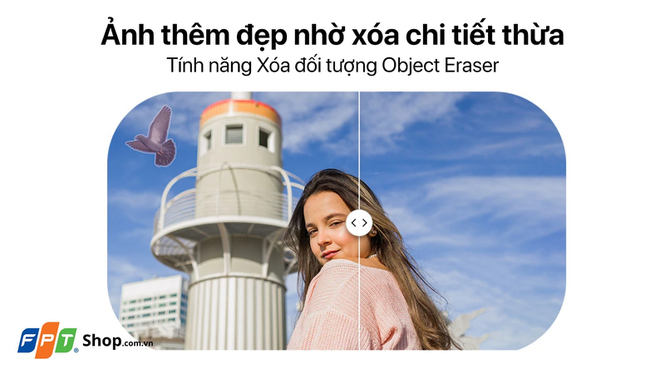 Ảnh thêm đẹp nhờ xóa chi tiết thừa
Tính năng Xóa đối tượng Object Eraser
FPT® Shop.com.vn